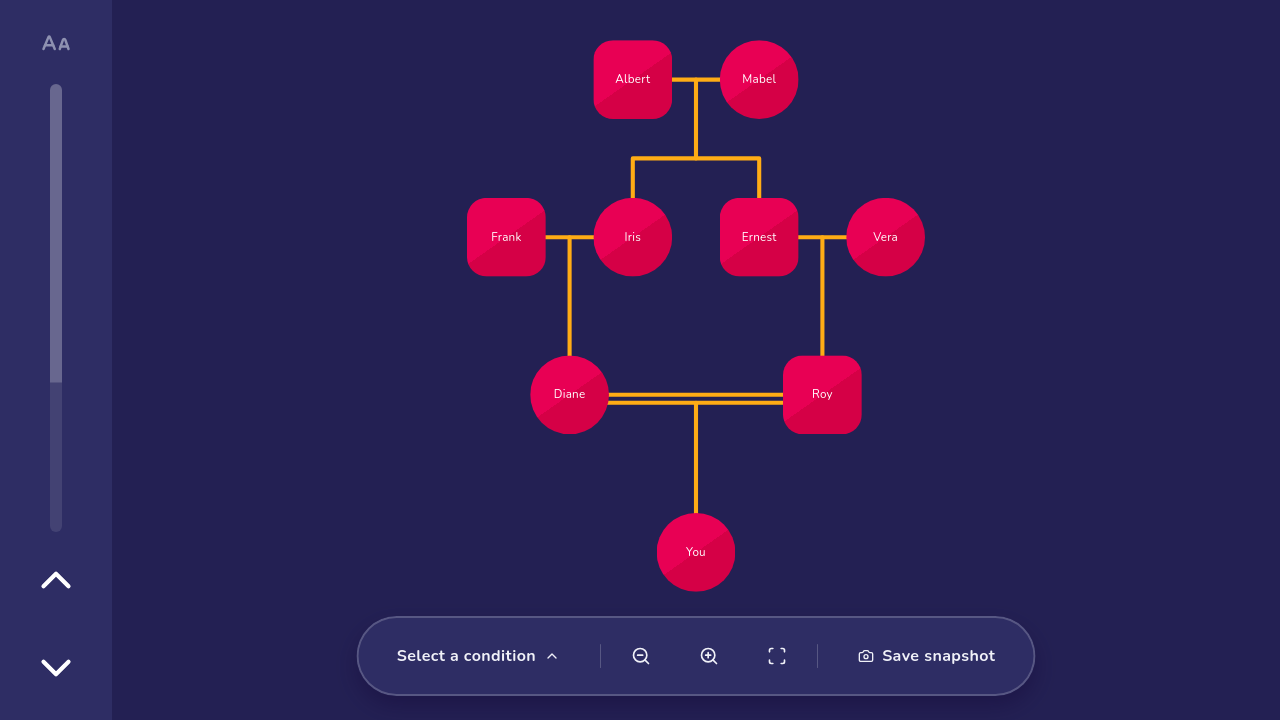 AA
Albert
Mabel
Frank
Iris
Ernest
Vera
Diane
Roy
You
Select a condition
Save snapshot